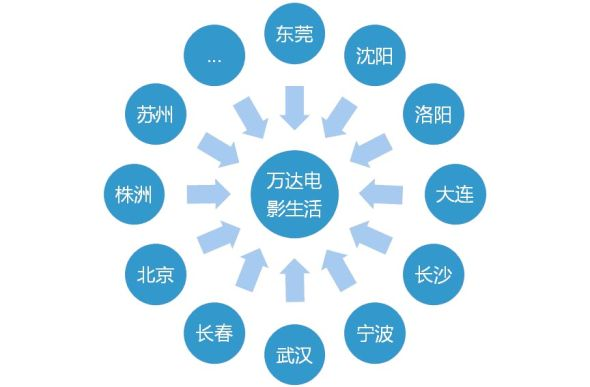 东莞
沈阳
洛阳
大连
长沙
宁波
武汉
长春
北京
株洲
苏州
...
万达电
影生活